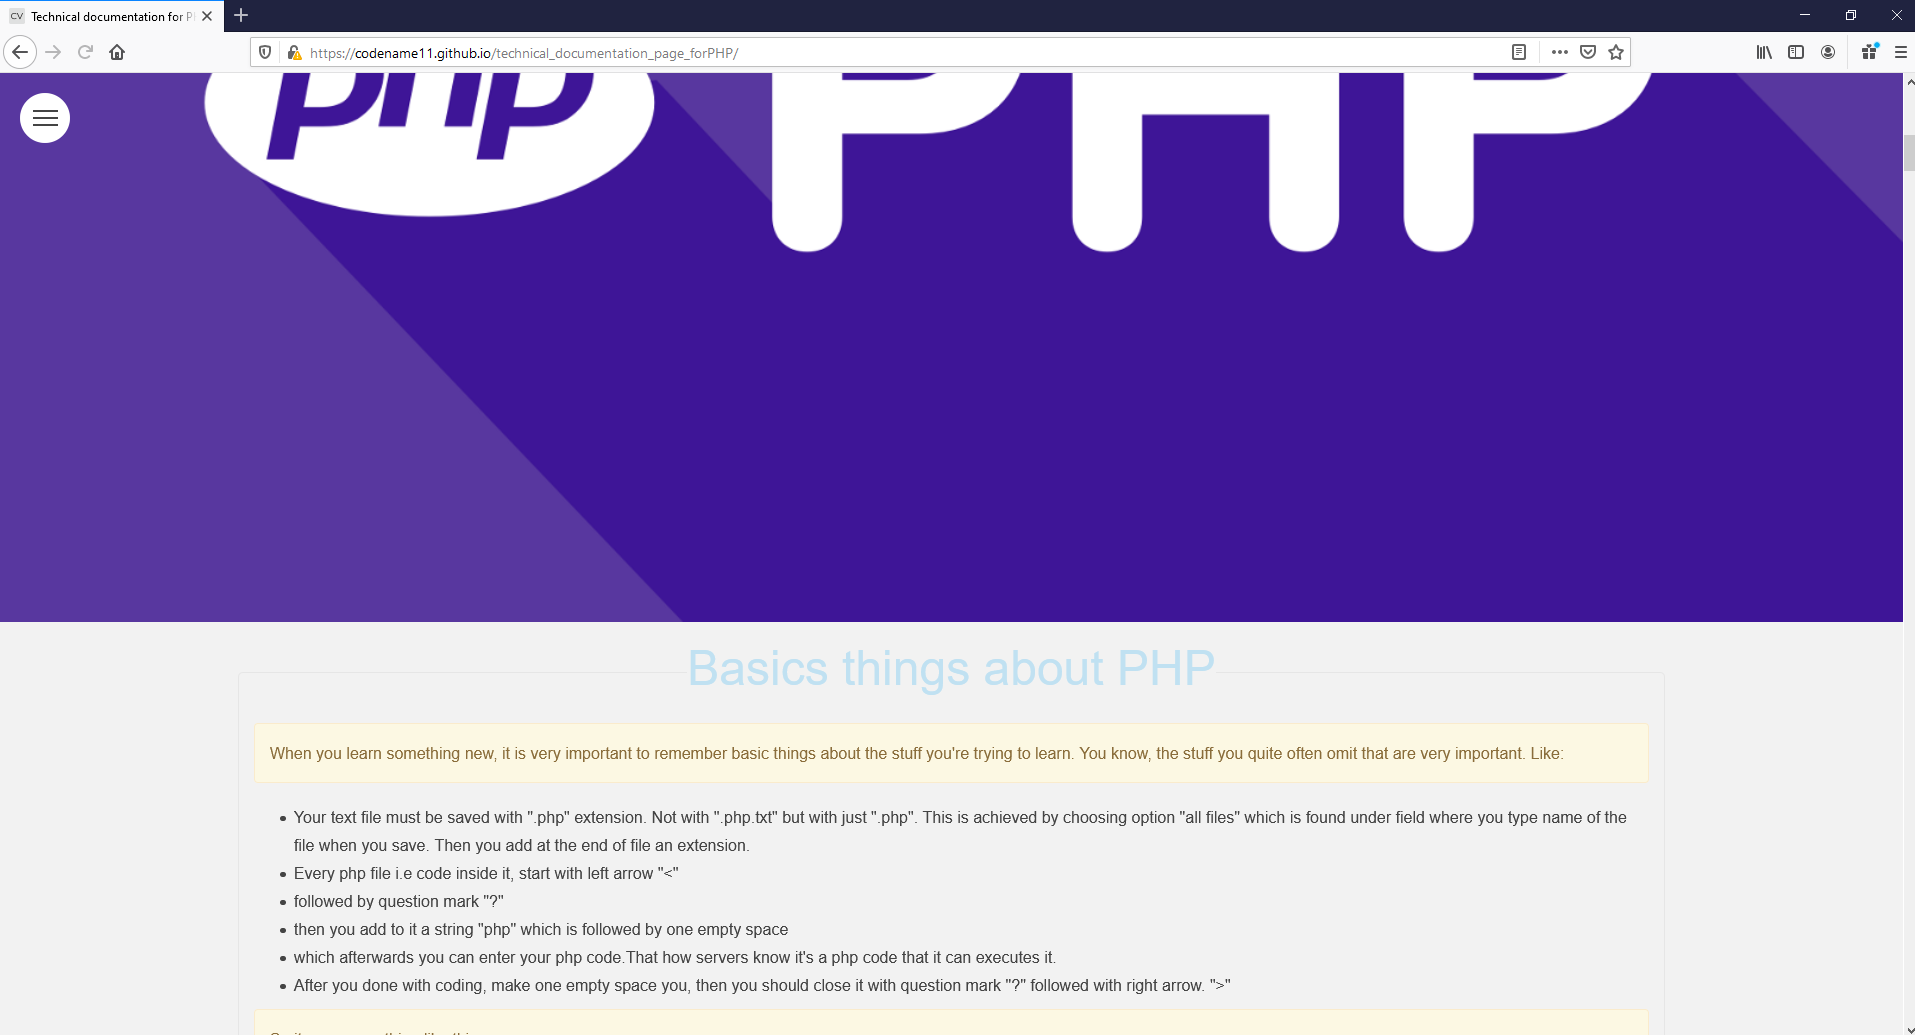 CV Technical documentation for P
https://codename11.github.io/technical_documentation_page_forPHP/
php PHP
Basics things about PHP
When you learn something new, it is very important to remember basic things about the stuff you're trying to learn. You know, the stuff you quite often omit that are very important. Like:
Your text file must be saved with ".php" extension. Not with ".php.txt" but with just ".php". This is achieved by choosing option "all files" which is found under field where you type name of the
file when you save. Then you add at the end of file an extension.
Every php file i.e code inside it, start with left arrow "<"
followed by question mark "?"
then you add to it a string "php" which is followed by one empty space
which afterwards you can enter your php code.That how servers know it's a php code that it can executes it.
After you done with coding, make one empty space you, then you should close it with question mark "?" followed with right arrow. ">"